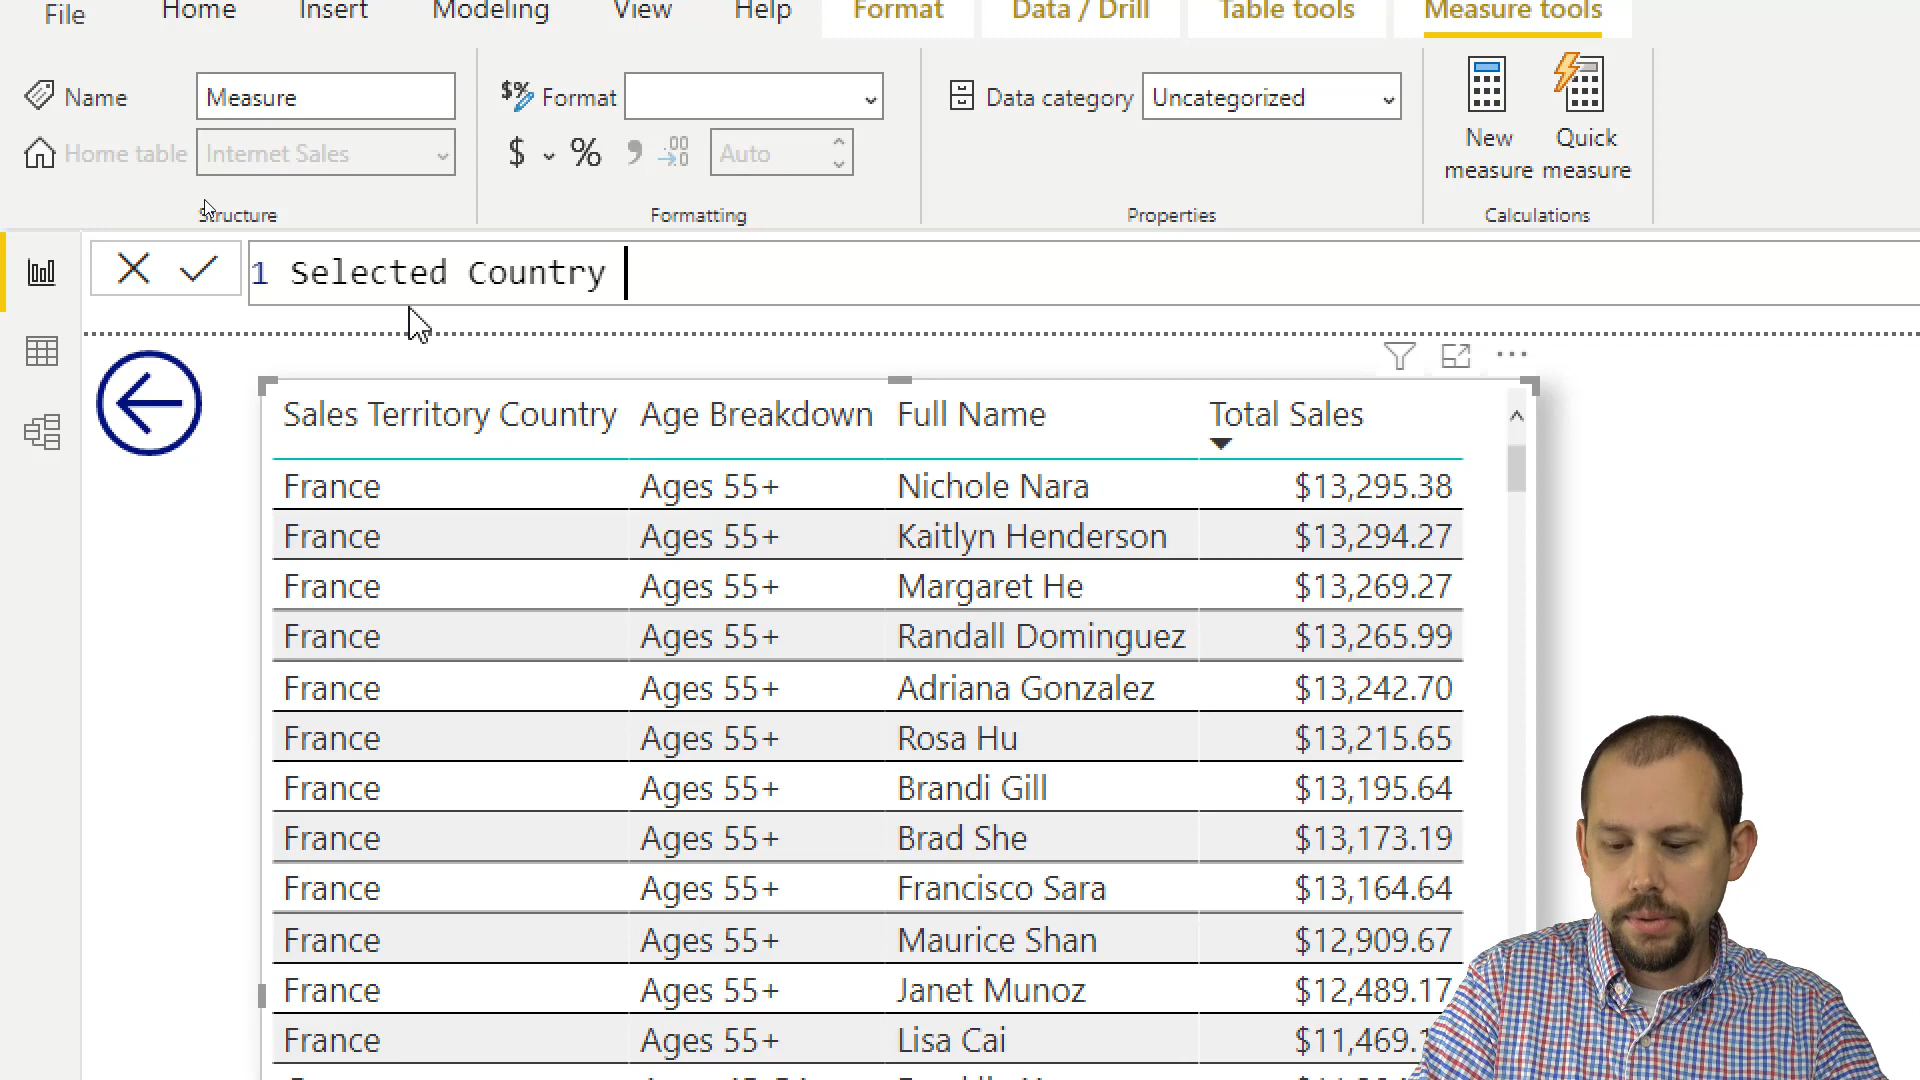 File Home Insert Modeling View Help Format Data / Drill Table tools Measure tools
Name Measure $% Format Data category Uncategorized New measure Quick measure
Home table Internet Sales $ % , .00 →0 Auto
Structure Formatting Properties Calculations
1 Selected Country
Sales Territory Country Age Breakdown Full Name Total Sales
France Ages 55+ Nichole Nara $13,295.38
France Ages 55+ Kaitlyn Henderson $13,294.27
France Ages 55+ Margaret He $13,269.27
France Ages 55+ Randall Dominguez $13,265.99
France Ages 55+ Adriana Gonzalez $13,242.70
France Ages 55+ Rosa Hu $13,215.65
France Ages 55+ Brandi Gill $13,195.64
France Ages 55+ Brad She $13,173.19
France Ages 55+ Francisco Sara $13,164.64
France Ages 55+ Maurice Shan $12,909.67
France Ages 55+ Janet Munoz $12,489.17
France Ages 55+ Lisa Cai $11,469.